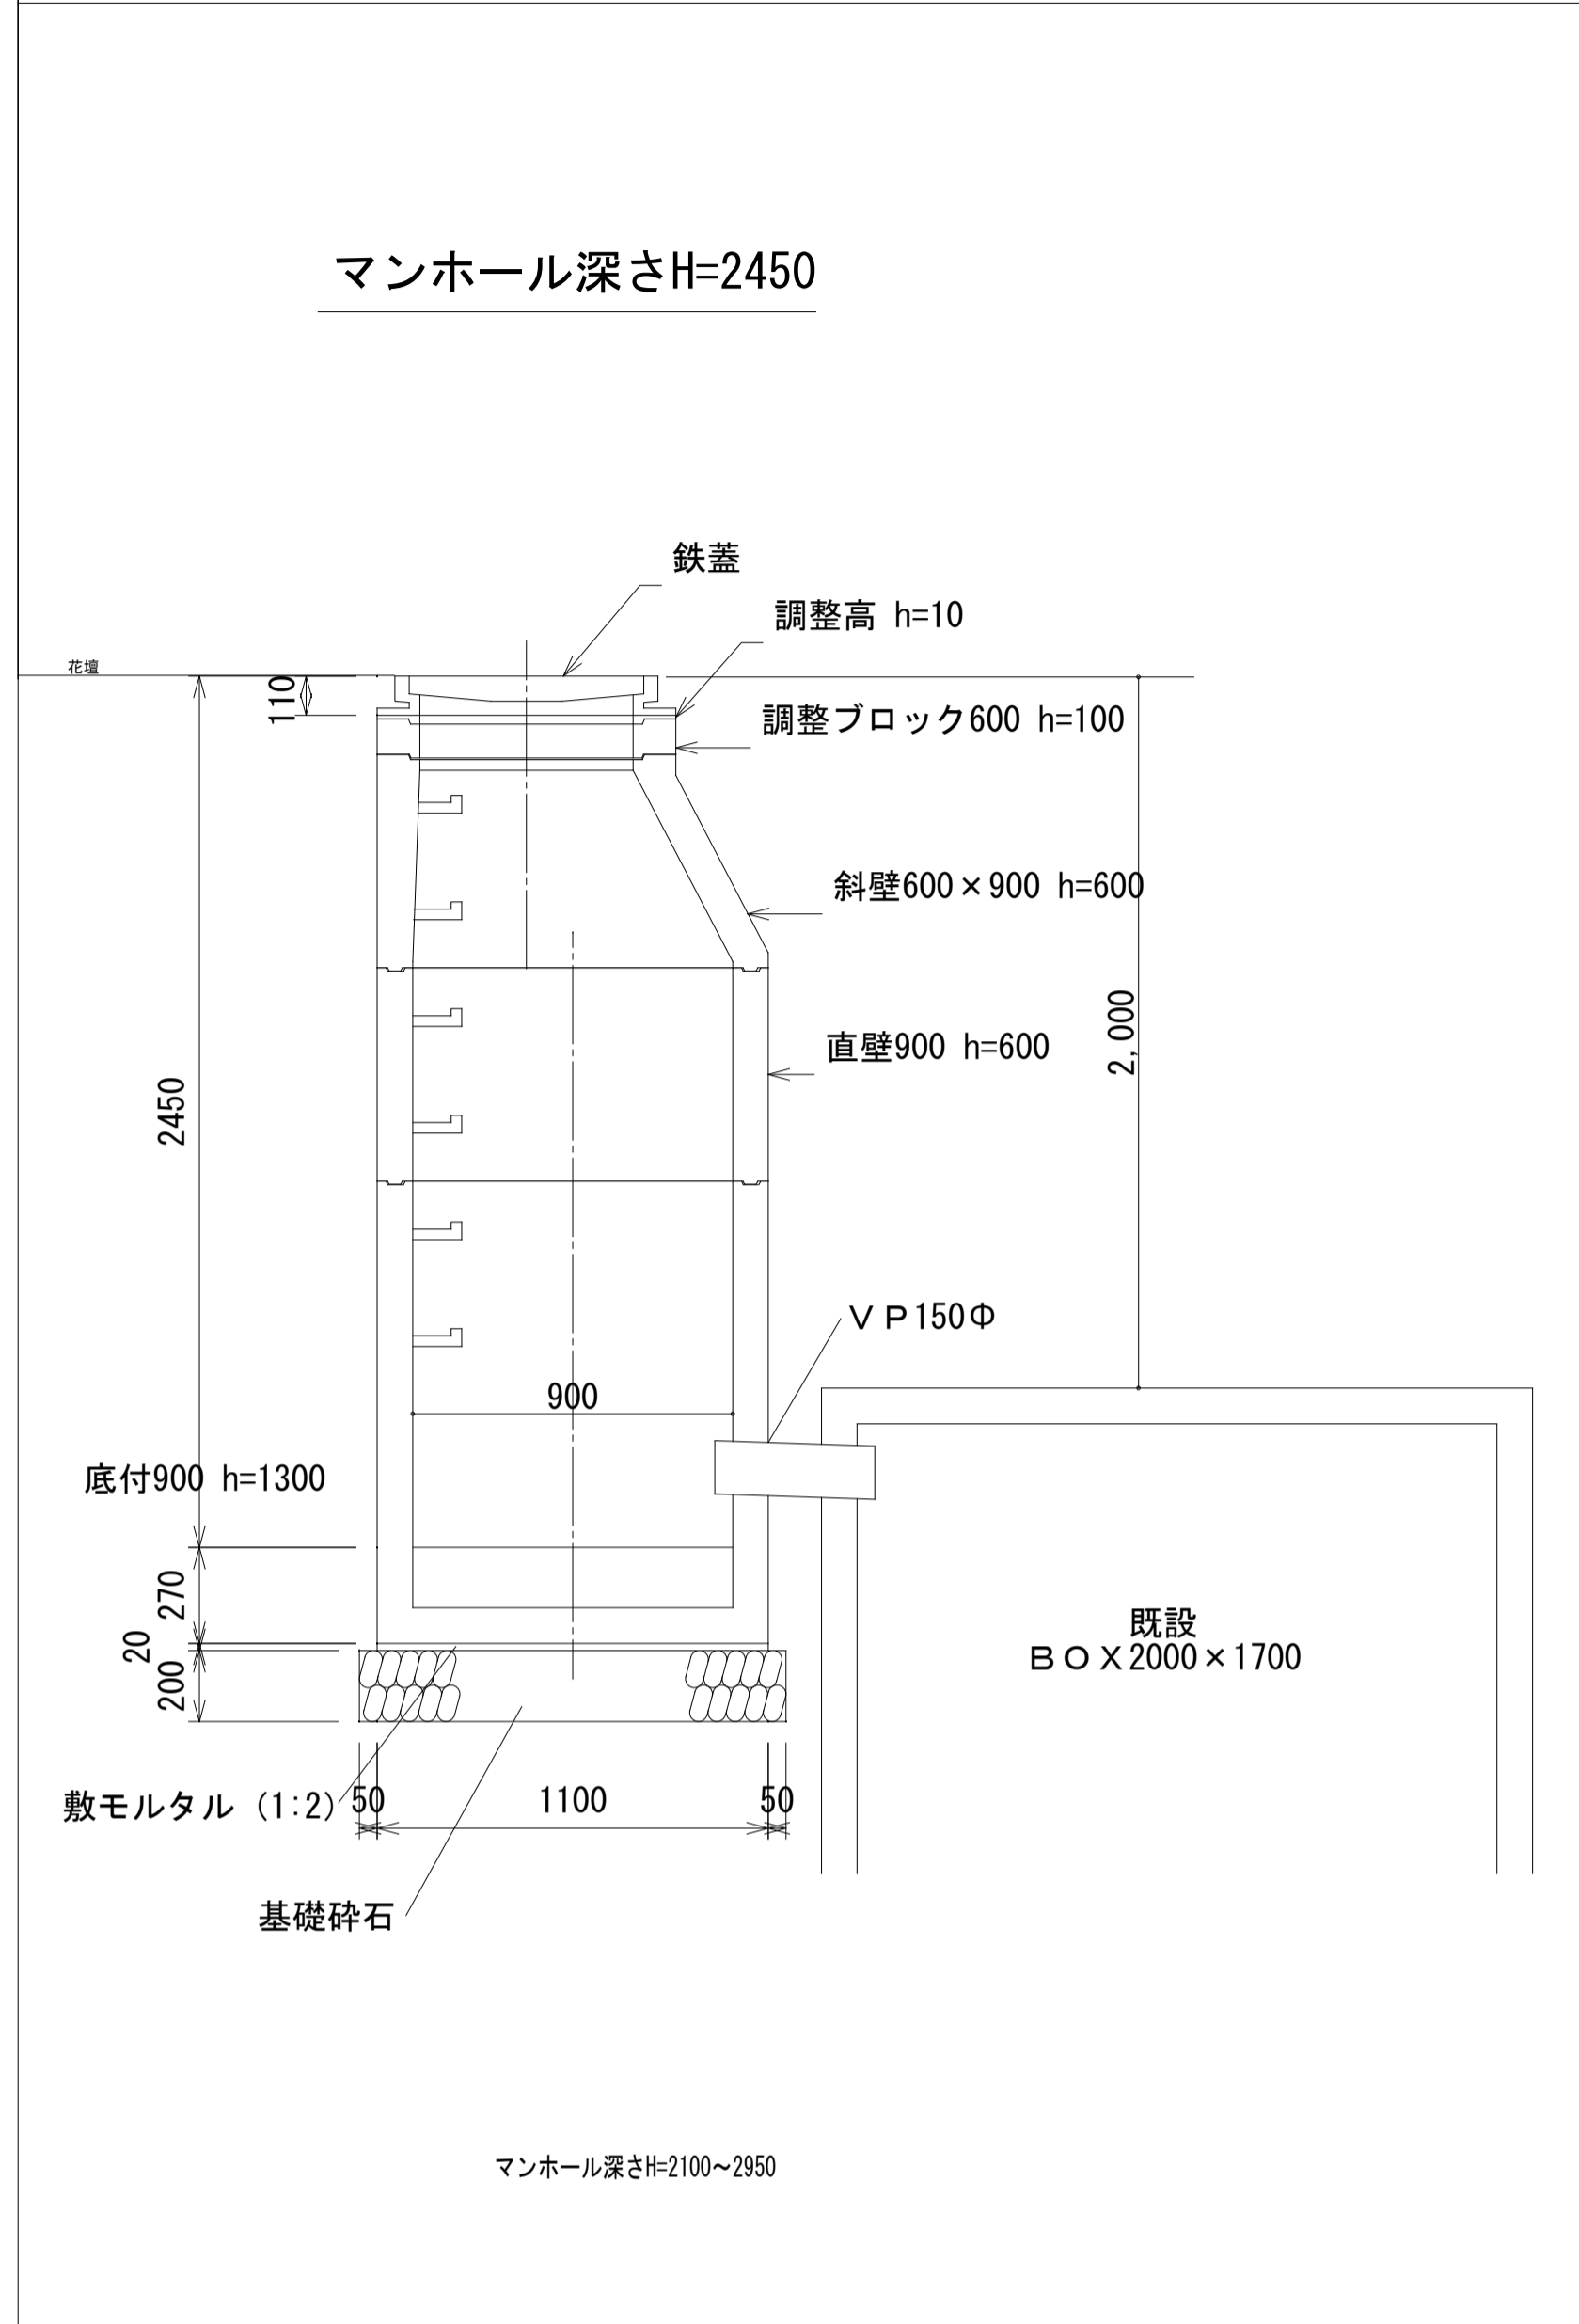 マンホール深さH=2450
鉄蓋
調整高 h=10
花壇
110
調整ブロック600 h=100
斜壁600×900 h=600
2,000
直壁900 h=600
2450
ＶＰ150Φ
900
底付900 h=1300
270
既設
ＢＯＸ2000×1700
20
200
敷モルタル (1:2)
50
1100
50
基礎砕石
マンホール深さH=2100～2950